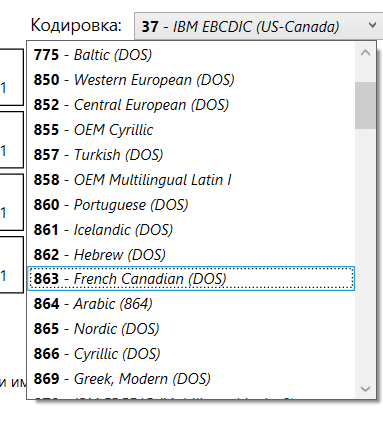 Кодировка: 37 - IBM EBCDIC (US-Canada)
775 - Baltic (DOS)
850 - Western European (DOS)
852 - Central European (DOS)
1
855 - OEM Cyrillic
857 - Turkish (DOS)
1
858 - OEM Multilingual Latin I
860 - Portuguese (DOS)
861 - Icelandic (DOS)
1
862 - Hebrew (DOS)
863 - French Canadian (DOS)
1
864 - Arabic (864)
865 - Nordic (DOS)
866 - Cyrillic (DOS)
869 - Greek, Modern (DOS)